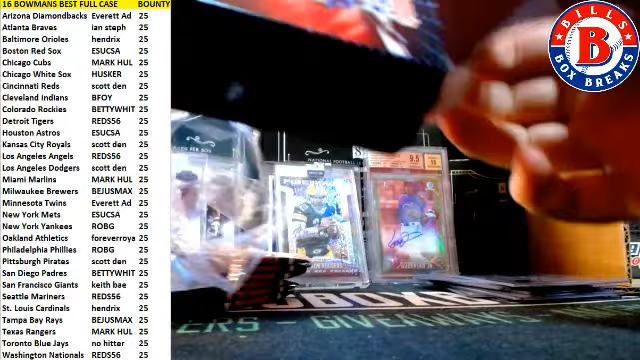 16 BOWMANS BEST FULL CASE BOUNTY
Arizona Diamondbacks Everett Ad 25
Atlanta Braves ian steph 25
Baltimore Orioles hendrix 25
Boston Red Sox ESUCSA 25
Chicago Cubs MARK HUL 25
Chicago White Sox HUSKER 25
Cincinnati Reds scott den 25
Cleveland Indians BFOY 25
Colorado Rockies BETTYWHIT 25
Detroit Tigers REDS56 25
Houston Astros ESUCSA 25
Kansas City Royals scott den 25
Los Angeles Angels REDS56 25
Los Angeles Dodgers scott den 25
Miami Marlins MARK HUL 25
Milwaukee Brewers BEJUSMAX 25
Minnesota Twins Everett Ad 25
New York Mets ESUCSA 25
New York Yankees ROBG 25
Oakland Athletics foreverroya 25
Philadelphia Phillies ROBG 25
Pittsburgh Pirates scott den 25
San Diego Padres BETTYWHIT 25
San Francisco Giants keith bae 25
Seattle Mariners REDS56 25
St. Louis Cardinals hendrix 25
Tampa Bay Rays BEJUSMAX 25
Texas Rangers MARK HUL 25
Toronto Blue Jays no hitter 25
Washington Nationals REDS56 25
BILLS
B
BOX BREAKS
NATIONAL FOOTBALL
9.5
10